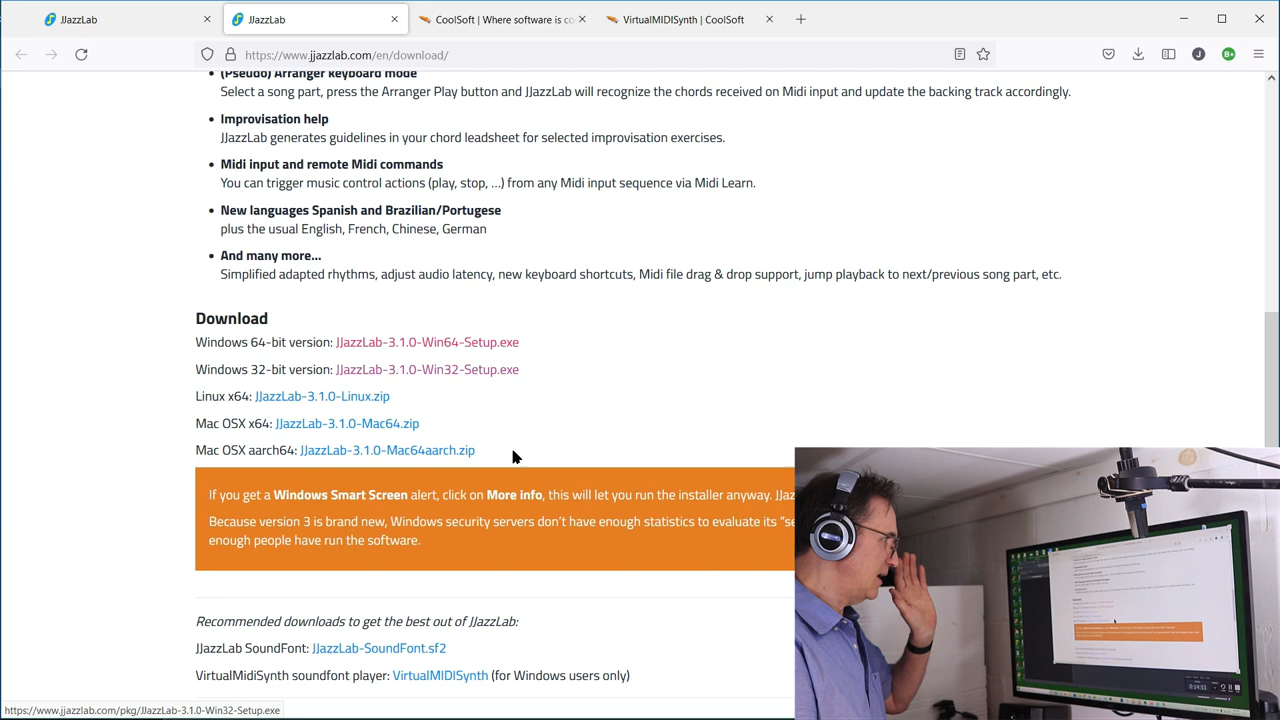 JJazzLab
JJazzLab
CoolSoft | Where software is co
VirtualMIDISynth | CoolSoft
https://www.jjazzlab.com/en/download/
(Pseudo) Arranger keyboard mode
Select a song part, press the Arranger Play button and JJazzLab will recognize the chords received on Midi input and update the backing track accordingly.
Improvisation help
JJazzLab generates guidelines in your chord leadsheet for selected improvisation exercises.
Midi input and remote Midi commands
You can trigger music control actions (play, stop, ...) from any Midi input sequence via Midi Learn.
New languages Spanish and Brazilian/Portugese
plus the usual English, French, Chinese, German
And many more...
Simplified adapted rhythms, adjust audio latency, new keyboard shortcuts, Midi file drag & drop support, jump playback to next/previous song part, etc.
Download
Windows 64-bit version: JJazzLab-3.1.0-Win64-Setup.exe
Windows 32-bit version: JJazzLab-3.1.0-Win32-Setup.exe
Linux x64: JJazzLab-3.1.0-Linux.zip
Mac OSX x64: JJazzLab-3.1.0-Mac64.zip
Mac OSX aarch64: JJazzLab-3.1.0-Mac64aarch.zip
If you get a Windows Smart Screen alert, click on More info, this will let you run the installer anyway. JJaz
Because version 3 is brand new, Windows security servers don't have enough statistics to evaluate its "se
enough people have run the software.
Recommended downloads to get the best out of JJazzLab:
JJazzLab SoundFont: JJazzLab-SoundFont.sf2
VirtualMidiSynth soundfont player: VirtualMIDISynth (for Windows users only)
https://www.jjazzlab.com/pkg/JJazzLab-3.1.0-Win32-Setup.exe